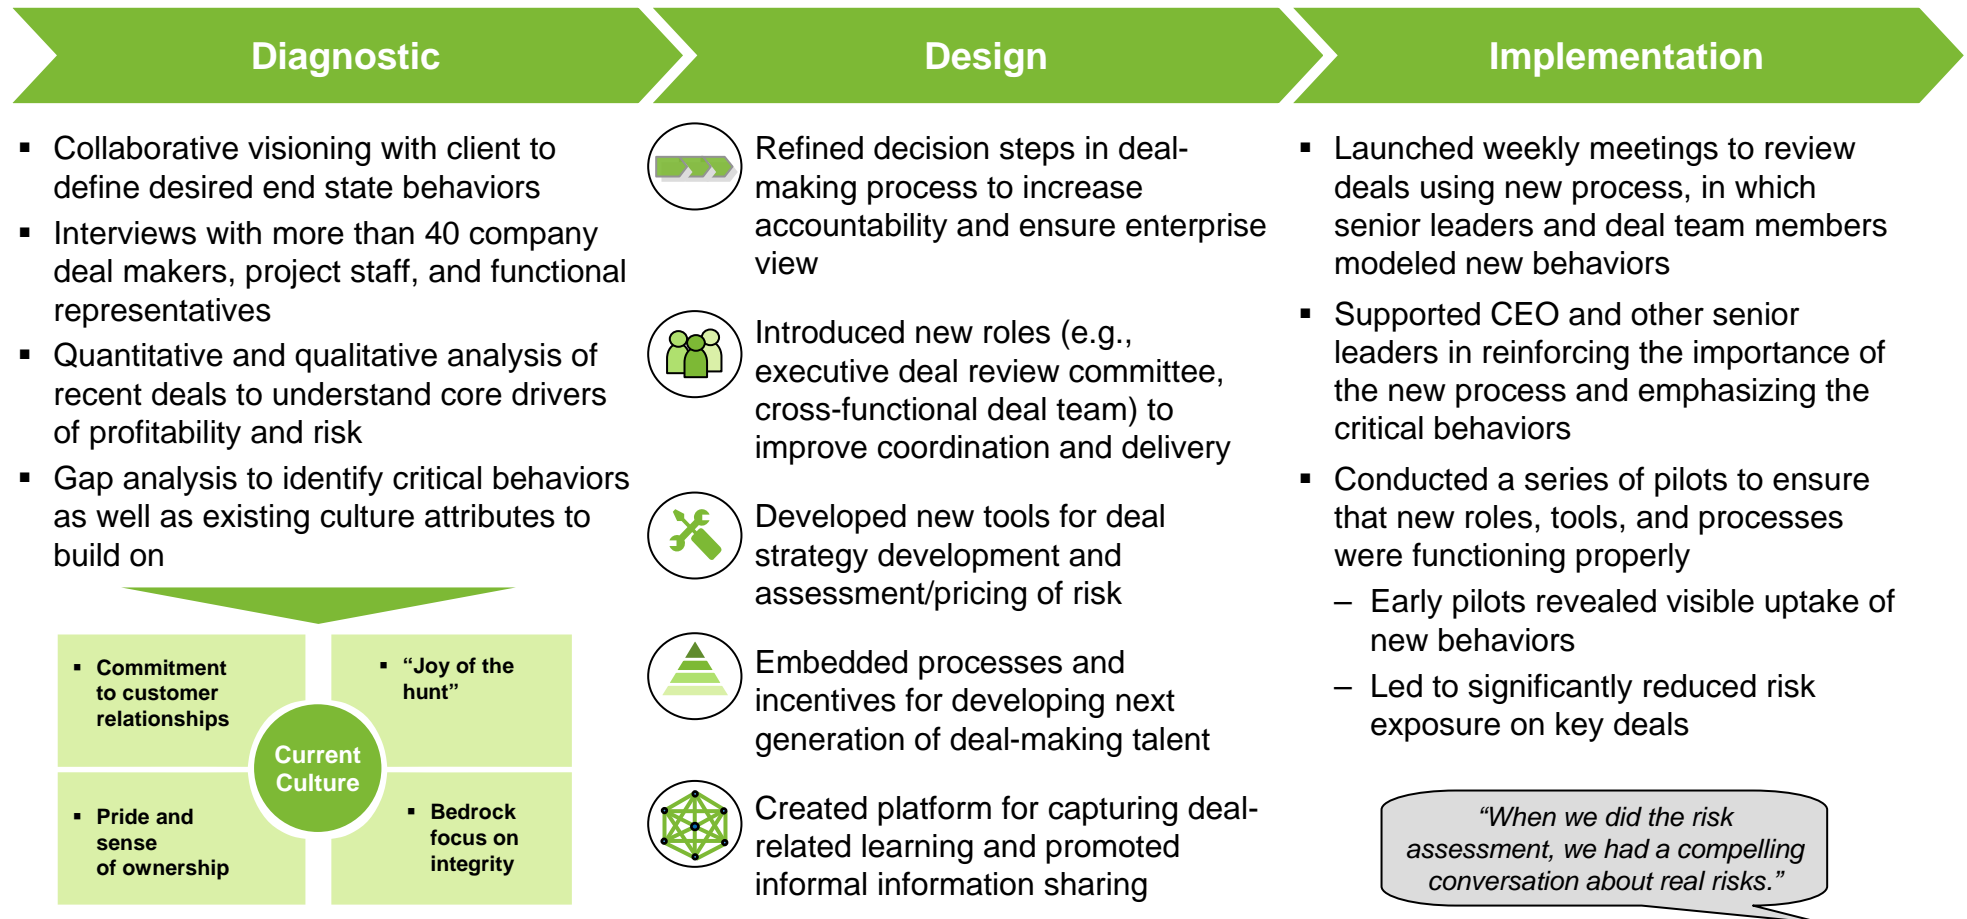 Diagnostic
Design
Implementation
▪ Collaborative visioning with client to
define desired end state behaviors
▪ Interviews with more than 40 company
deal makers, project staff, and functional
representatives
▪ Quantitative and qualitative analysis of
recent deals to understand core drivers
of profitability and risk
▪ Gap analysis to identify critical behaviors
as well as existing culture attributes to
build on
▪ Commitment
to customer
relationships
▪ “Joy of the
hunt”
Current
Culture
▪ Pride and
sense
of ownership
▪ Bedrock
focus on
integrity
Refined decision steps in deal-
making process to increase
accountability and ensure enterprise
view
Introduced new roles (e.g.,
executive deal review committee,
cross-functional deal team) to
improve coordination and delivery
Developed new tools for deal
strategy development and
assessment/pricing of risk
Embedded processes and
incentives for developing next
generation of deal-making talent
Created platform for capturing deal-
related learning and promoted
informal information sharing
▪ Launched weekly meetings to review
deals using new process, in which
senior leaders and deal team members
modeled new behaviors
▪ Supported CEO and other senior
leaders in reinforcing the importance of
the new process and emphasizing the
critical behaviors
▪ Conducted a series of pilots to ensure
that new roles, tools, and processes
were functioning properly
– Early pilots revealed visible uptake of
new behaviors
– Led to significantly reduced risk
exposure on key deals
“When we did the risk
assessment, we had a compelling
conversation about real risks.”